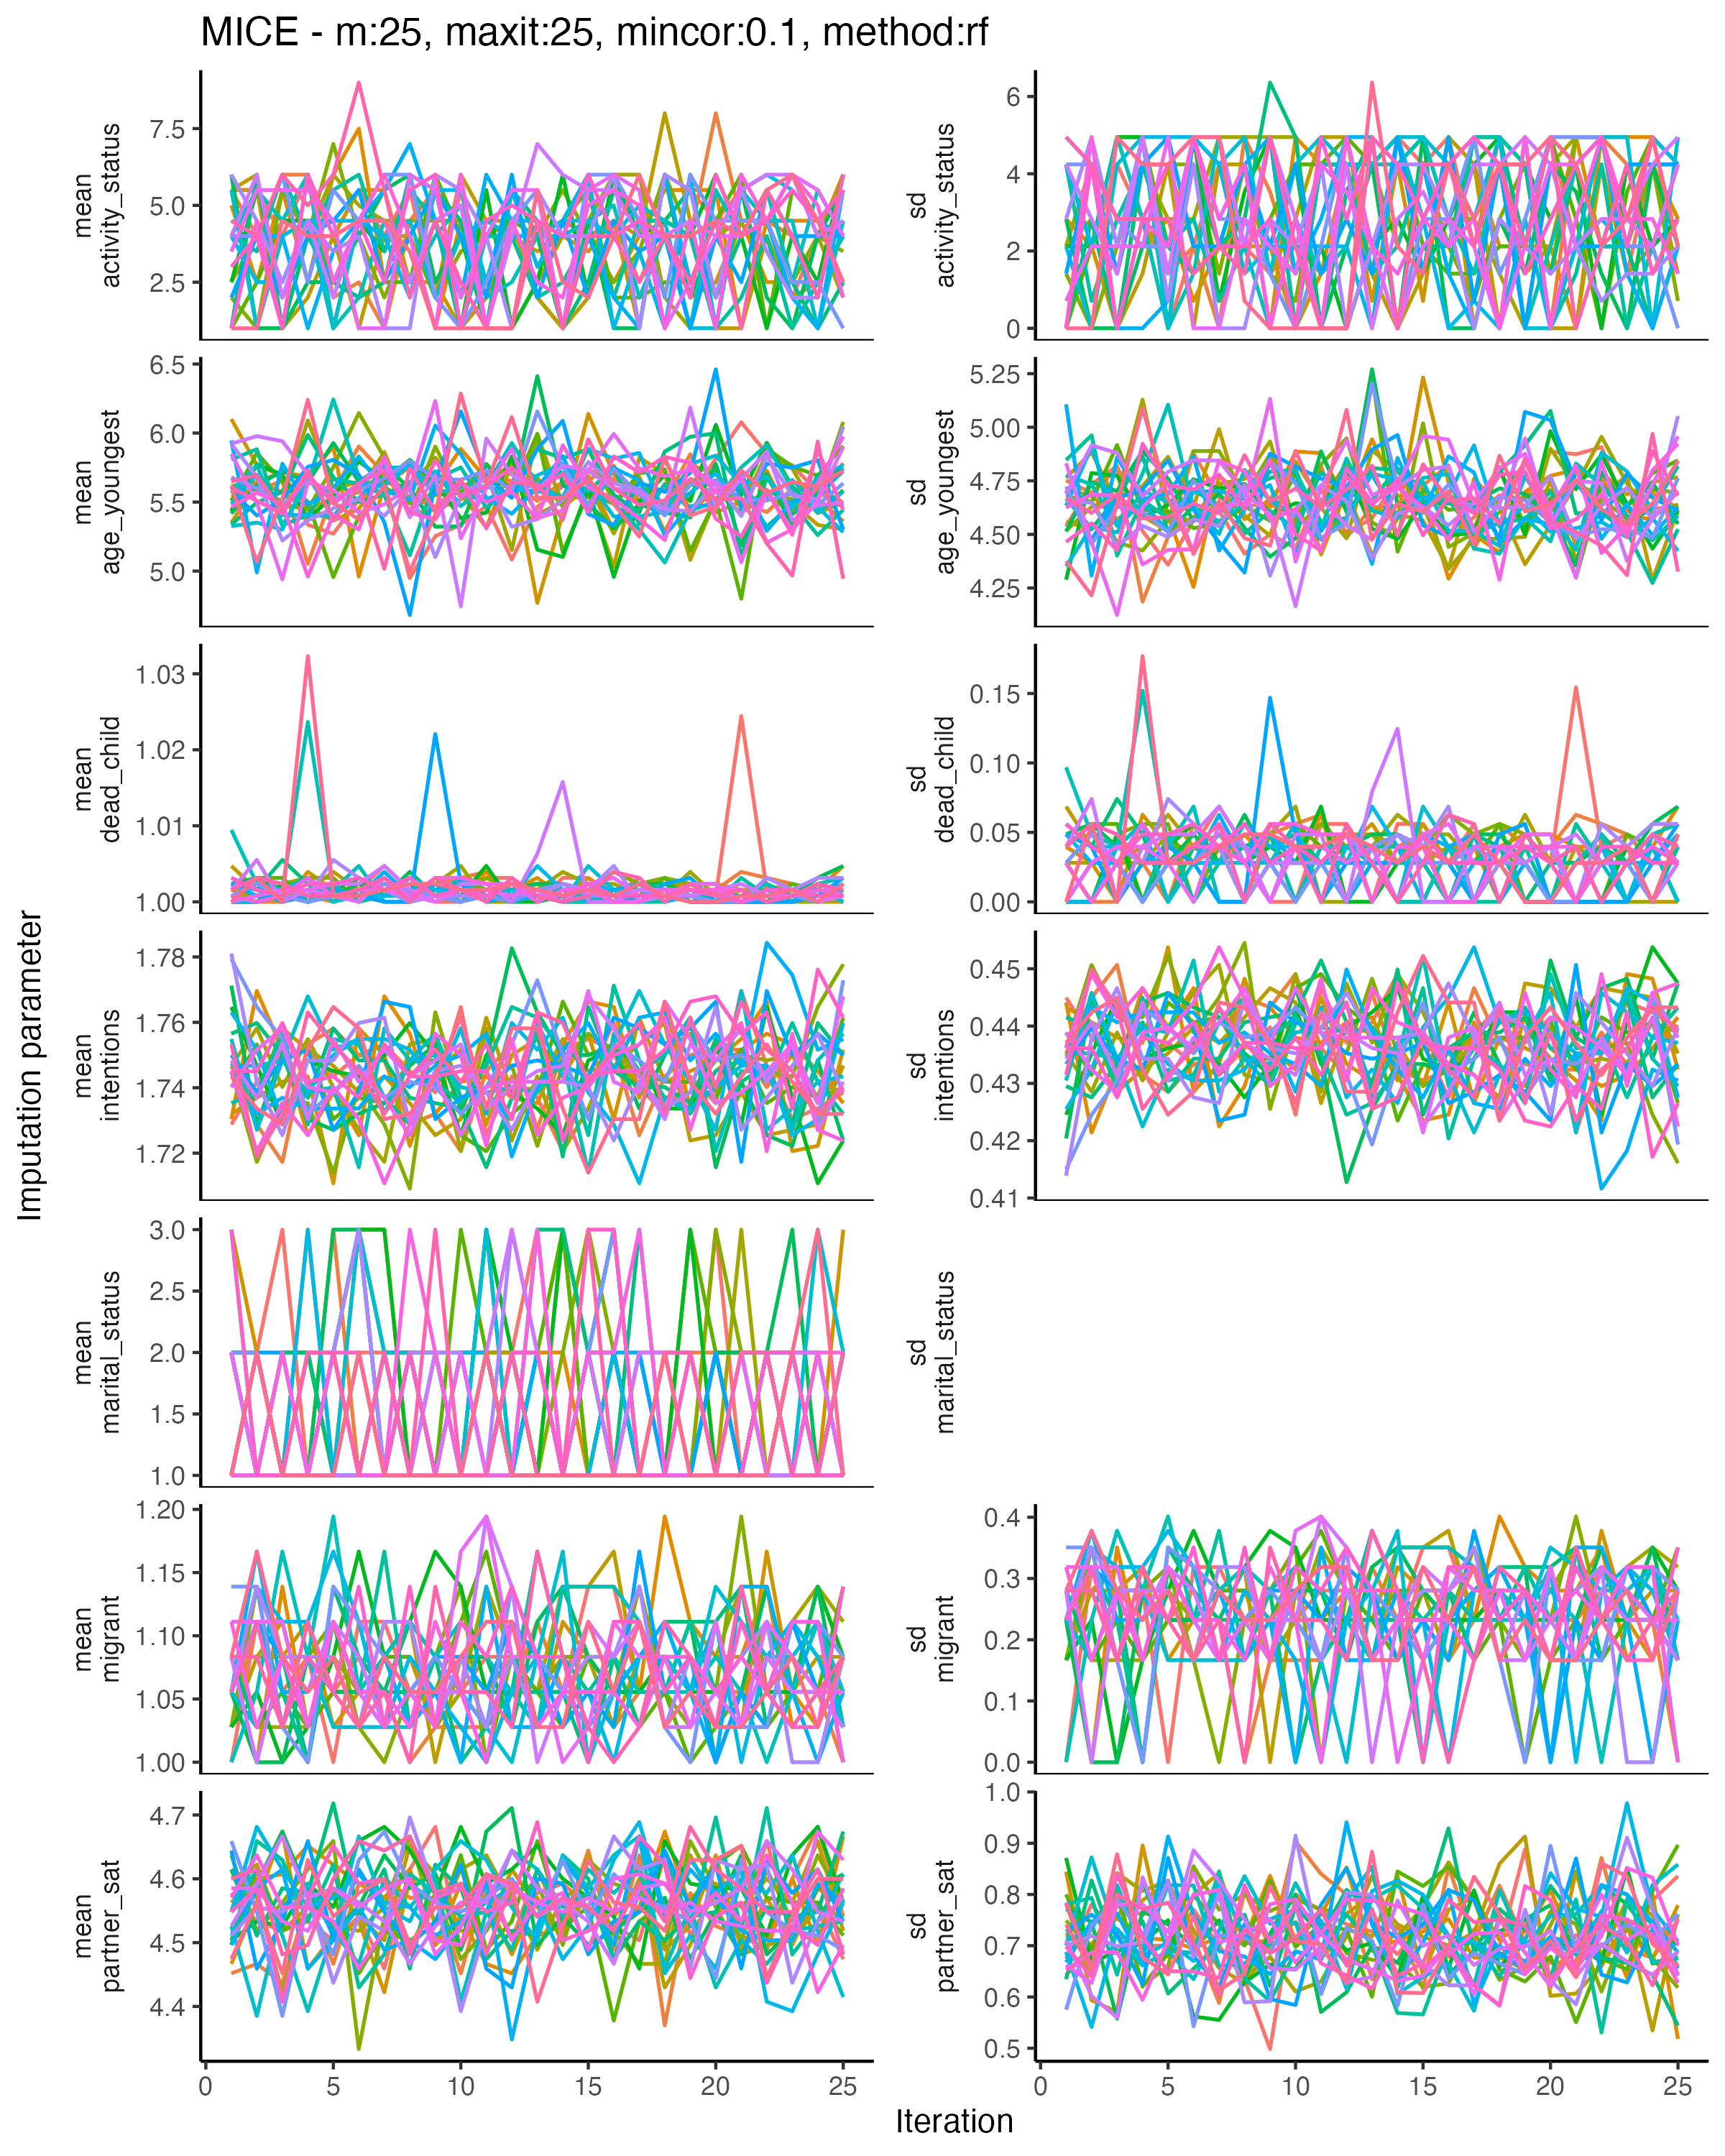 MICE - m:25, maxit:25, mincor:0.1, method:rf
mean
activity_status
7.5
5.0
2.5
sd
activity_status
6
4
2
0
mean
age_youngest
6.5
6.0
5.5
5.0
sd
age_youngest
5.25
5.00
4.75
4.50
4.25
mean
dead_child
1.03
1.02
1.01
1.00
sd
dead_child
0.15
0.10
0.05
0.00
Imputation parameter
mean
intentions
1.78
1.76
1.74
1.72
sd
intentions
0.45
0.44
0.43
0.42
0.41
mean
marital_status
3.0
2.5
2.0
1.5
1.0
sd
marital_status
mean
migrant
1.20
1.15
1.10
1.05
1.00
sd
migrant
0.4
0.3
0.2
0.1
0.0
mean
partner_sat
4.7
4.6
4.5
4.4
sd
partner_sat
1.0
0.9
0.8
0.7
0.6
0.5
0 5 10 15 20 25
0 5 10 15 20 25
Iteration